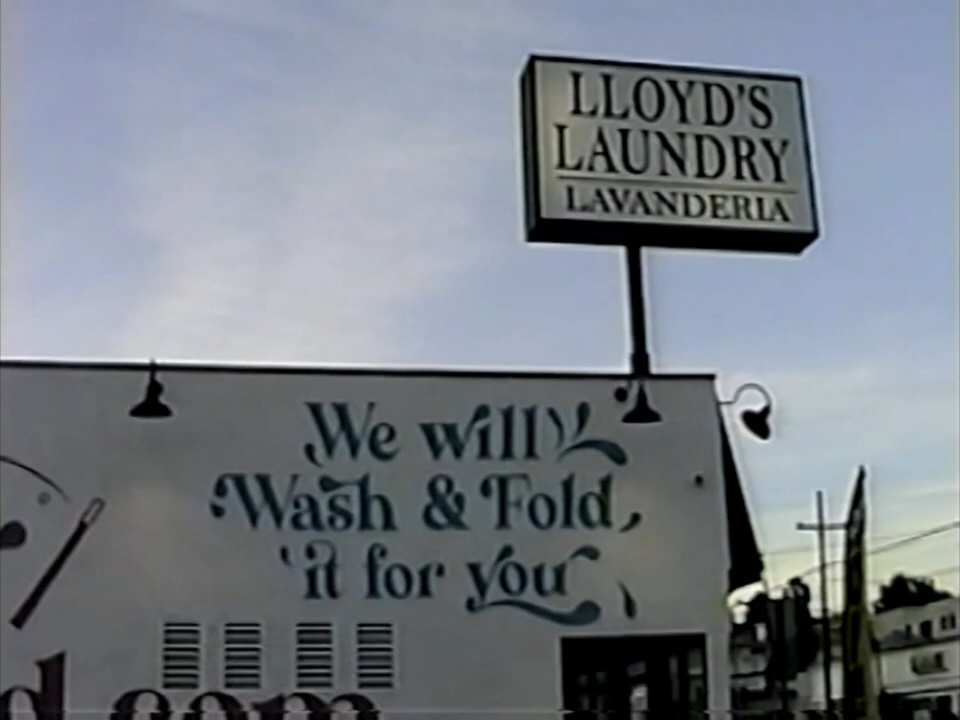 LLOYD'S
LAUNDRY
LAVANDERIA
We will
Wash & Fold
it for you